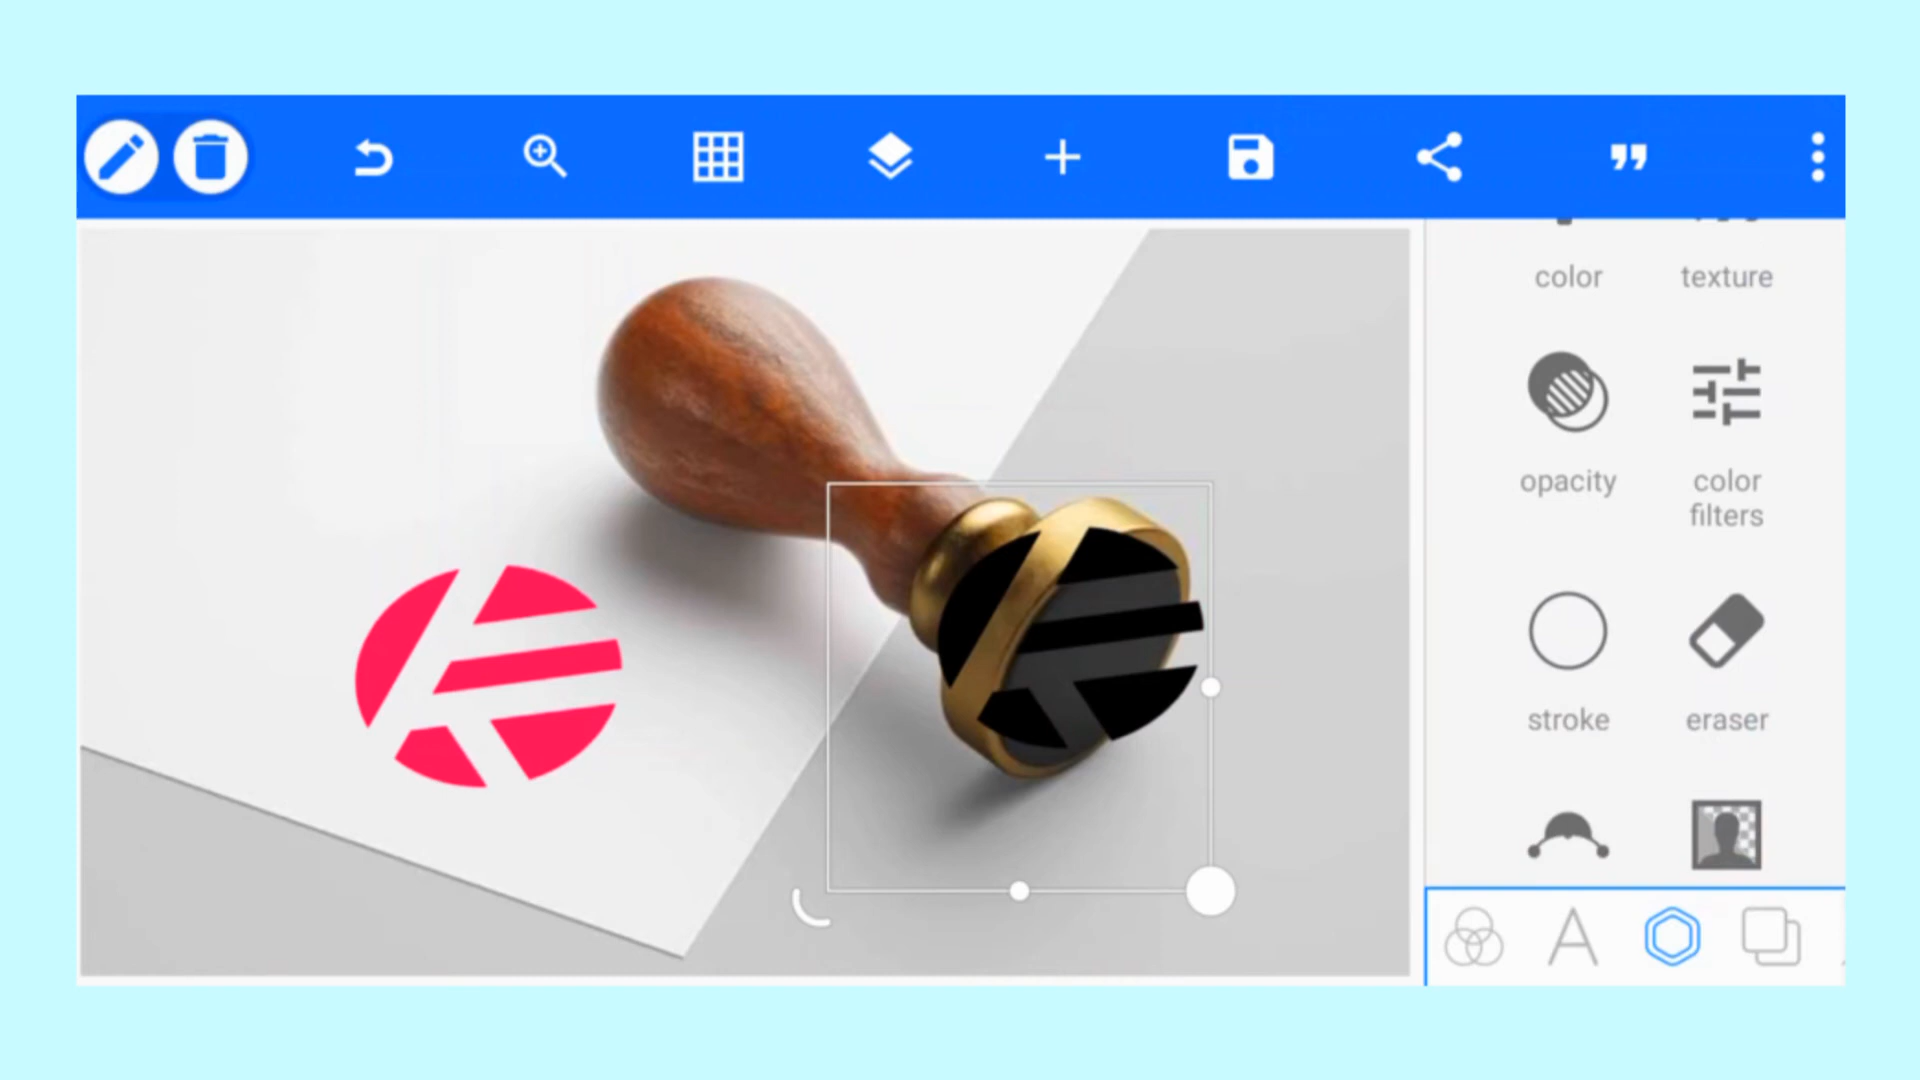 color
texture
opacity
color
filters
stroke
eraser